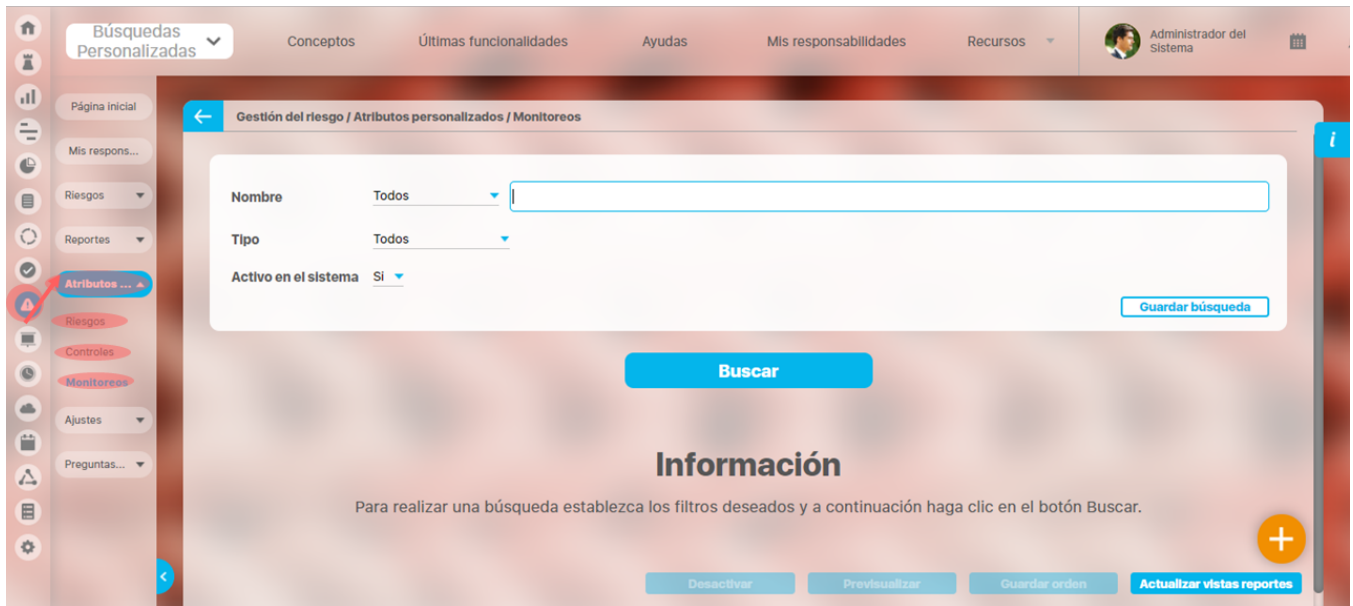 Búsquedas
Personalizadas
Conceptos
Últimas funcionalidades
Ayudas
Mis responsabilidades
Recursos
Administrador del
Sistema
Página inicial
Mis respons...
Riesgos
Reportes
Atributos ...
Riesgos
Controles
Monitoreos
Ajustes
Preguntas...
Gestión del riesgo / Atributos personalizados / Monitoreos
i
Nombre Todos
Tipo Todos
Activo en el sistema Si
Guardar búsqueda
Buscar
Información
Para realizar una búsqueda establezca los filtros deseados y a continuación haga clic en el botón Buscar.
Desactivar Previsualizar Guardar orden Actualizar vistas reportes